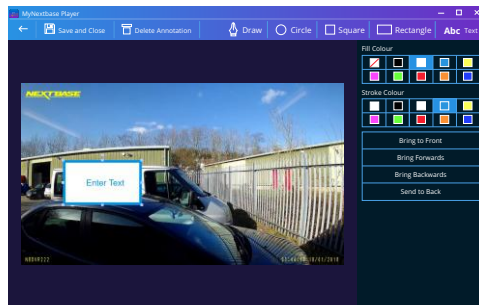 MyNextbase Player
Save and Close
Delete Annotation
Draw
Circle
Square
Rectangle
Abc Text
Fill Colour
Stroke Colour
Bring to Front
Bring Forwards
Bring Backwards
Send to Back
NEXTBASE
Enter Text